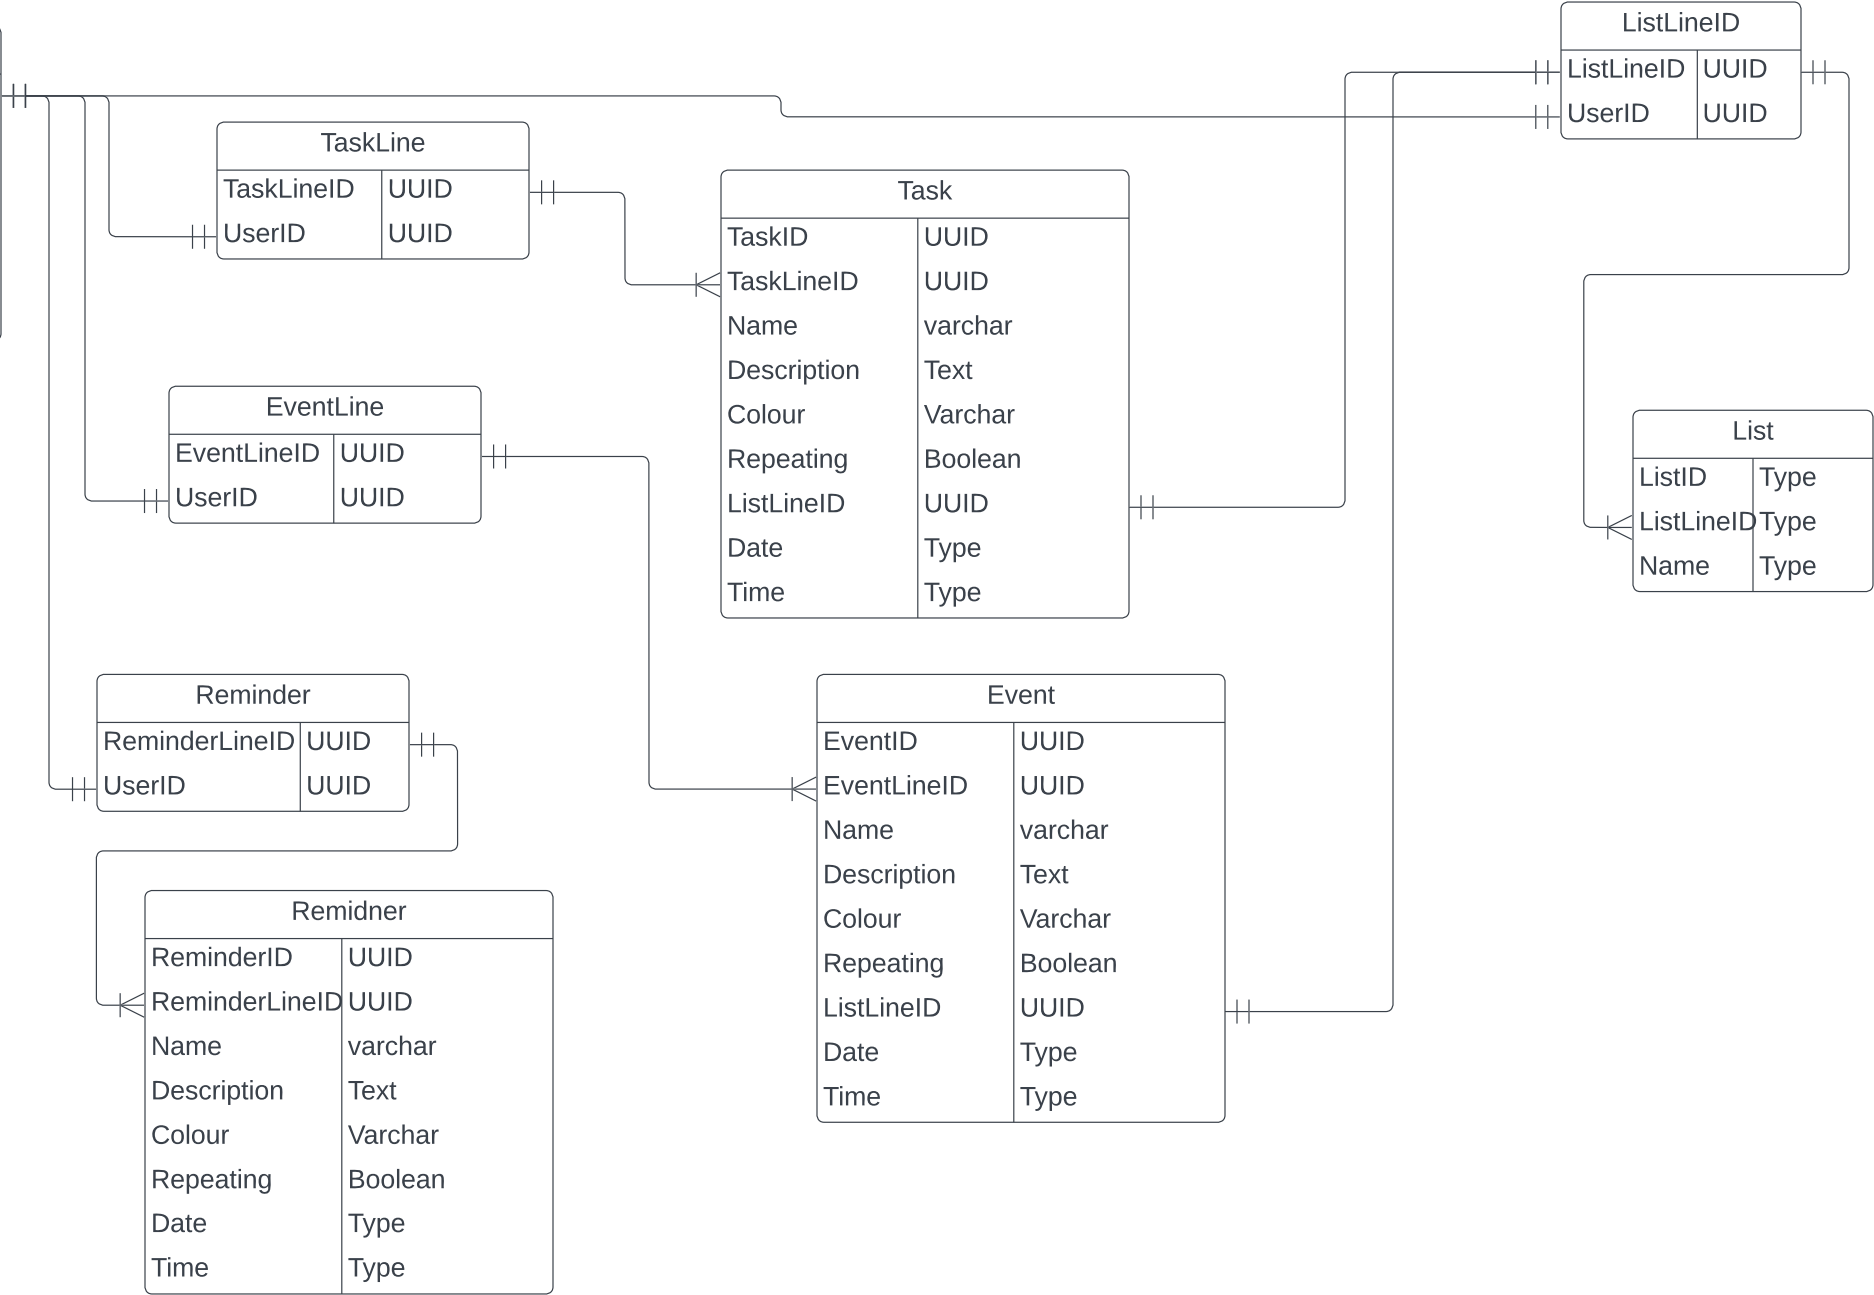 ListLineID
ListLineID UUID
UserID UUID
TaskLine
TaskLineID UUID
UserID UUID
Task
TaskID UUID
TaskLineID UUID
Name varchar
Description Text
Colour Varchar
Repeating Boolean
ListLineID UUID
Date Type
Time Type
EventLine
EventLineID UUID
UserID UUID
List
ListID Type
ListLineID Type
Name Type
Reminder
ReminderLineID UUID
UserID UUID
Event
EventID UUID
EventLineID UUID
Name varchar
Description Text
Colour Varchar
Repeating Boolean
ListLineID UUID
Date Type
Time Type
Remidner
ReminderID UUID
ReminderLineID UUID
Name varchar
Description Text
Colour Varchar
Repeating Boolean
Date Type
Time Type